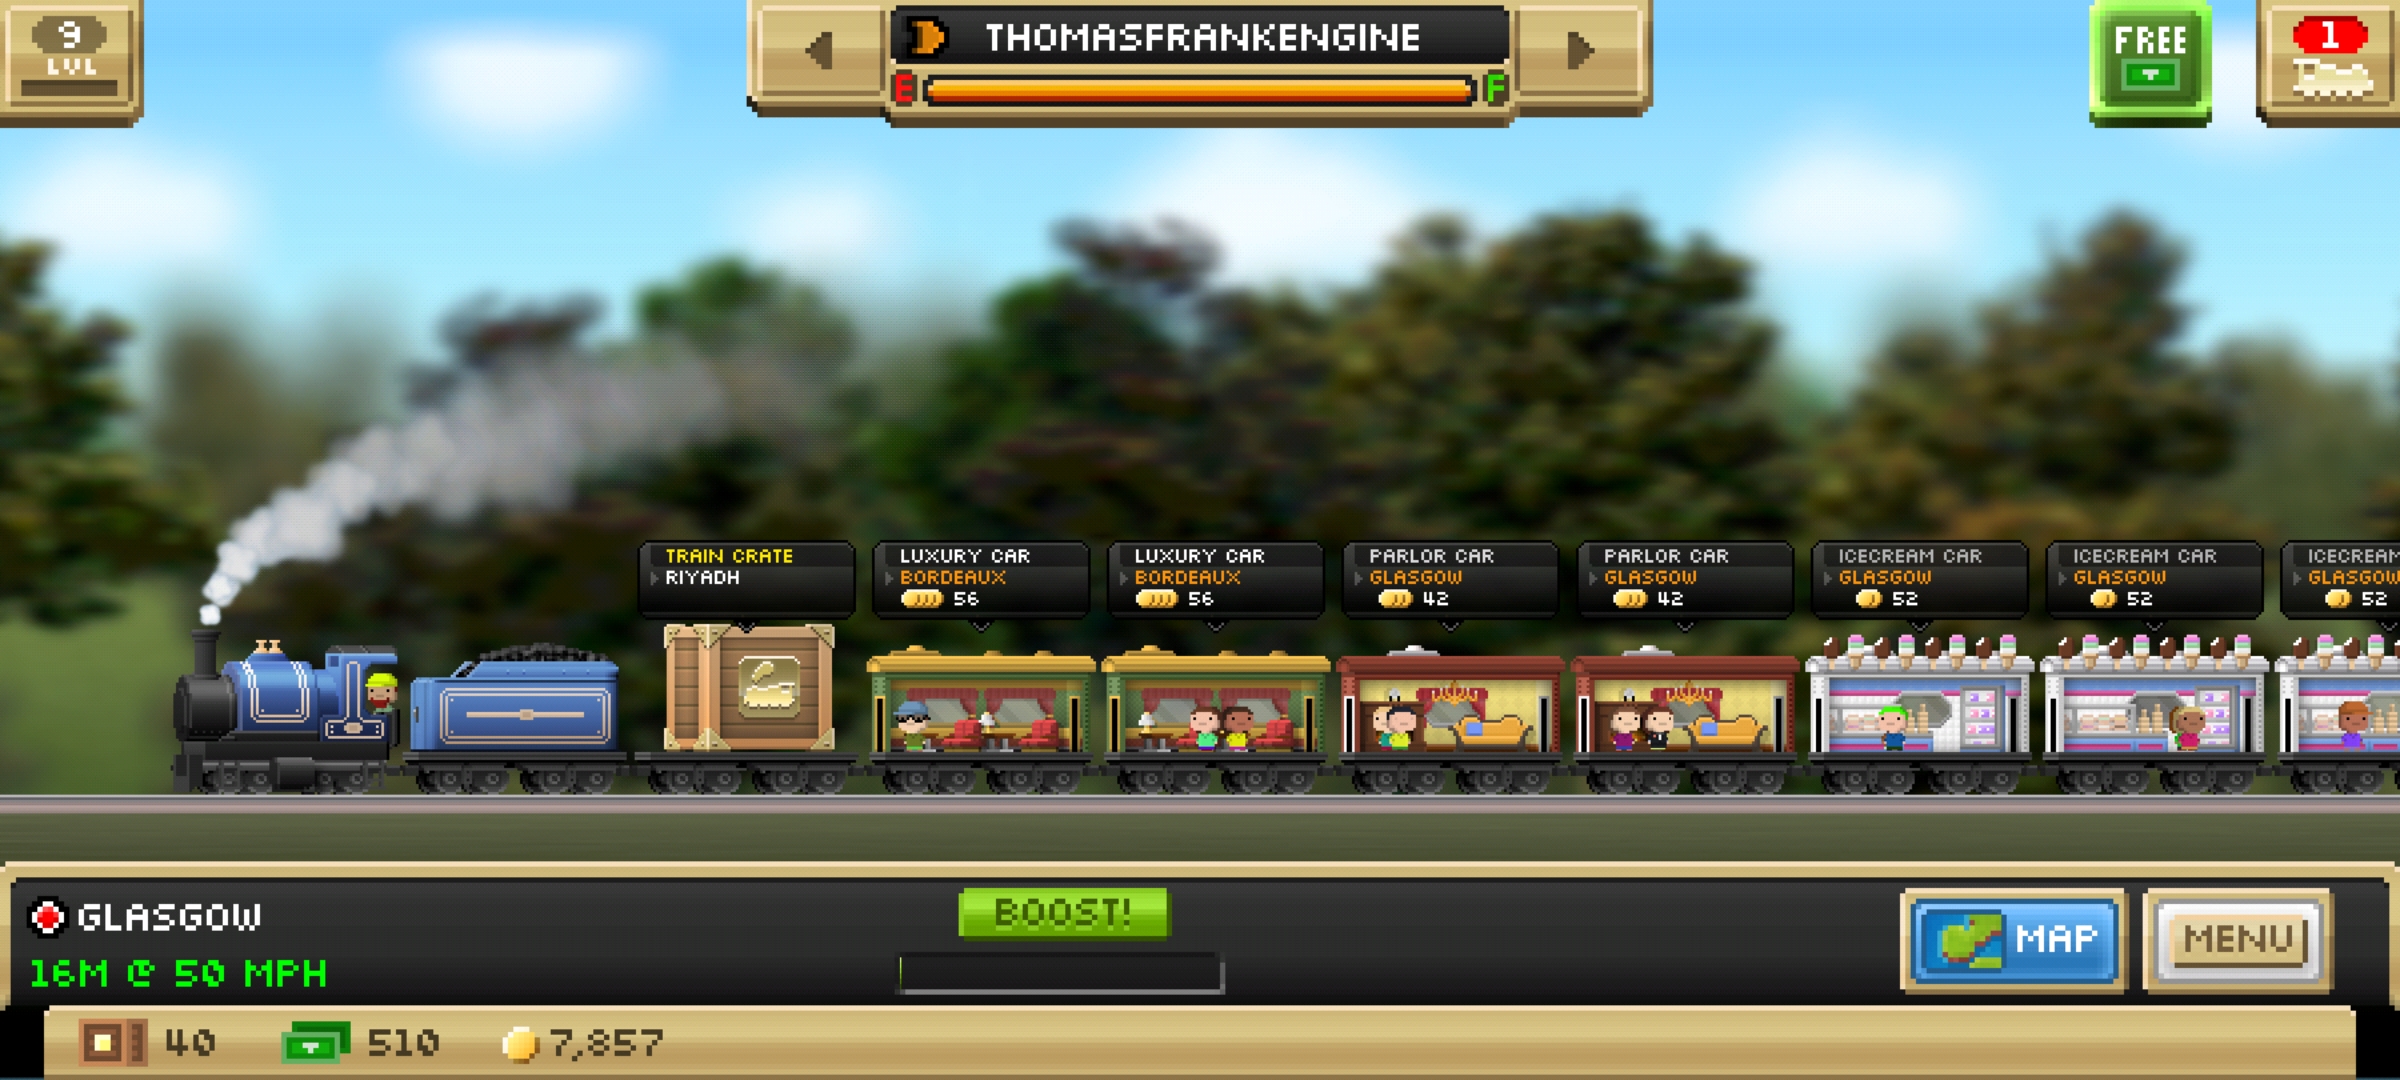 9
LVL
THOMASFRANKENGINE
E F
FREE
1
TRAIN CRATE
RIYADH
LUXURY CAR
BORDEAUX
56
LUXURY CAR
BORDEAUX
56
PARLOR CAR
GLASGOW
42
PARLOR CAR
GLASGOW
42
ICECREAM CAR
GLASGOW
52
ICECREAM CAR
GLASGOW
52
ICECREAM
GLASGOW
52
GLASGOW
16M @ 50 MPH
BOOST!
MAP
MENU
40
510
7,857